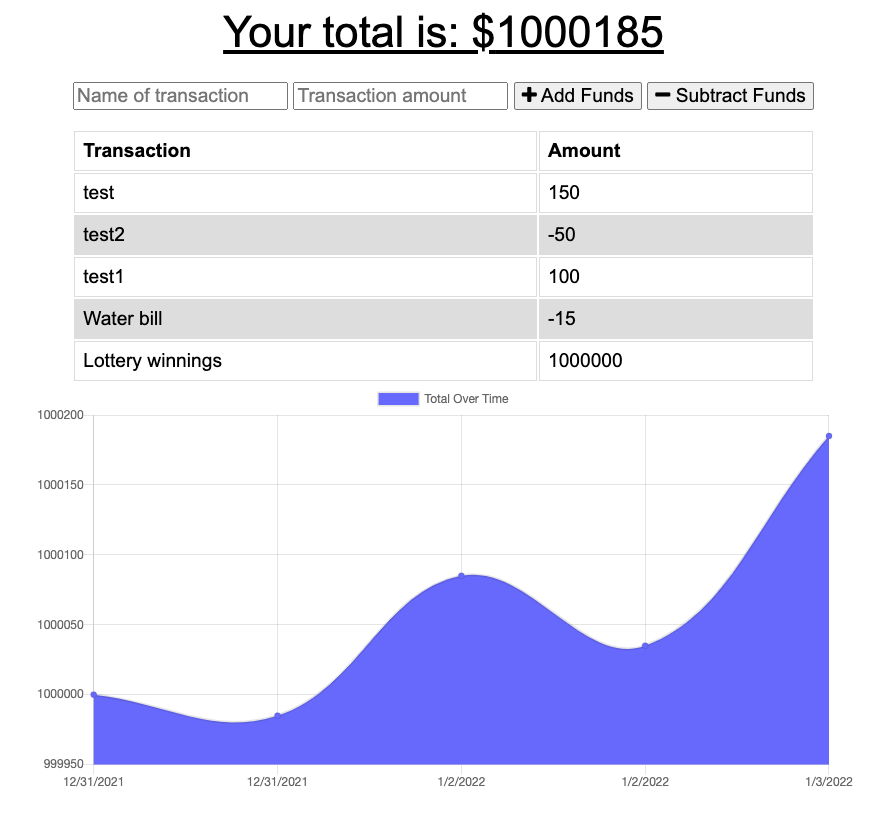 Your total is: $1000185
Name of transaction Transaction amount + Add Funds − Subtract Funds
Transaction Amount
test 150
test2 -50
test1 100
Water bill -15
Lottery winnings 1000000
Total Over Time
1000200
1000150
1000100
1000050
1000000
999950
12/31/2021 12/31/2021 1/2/2022 1/2/2022 1/3/2022